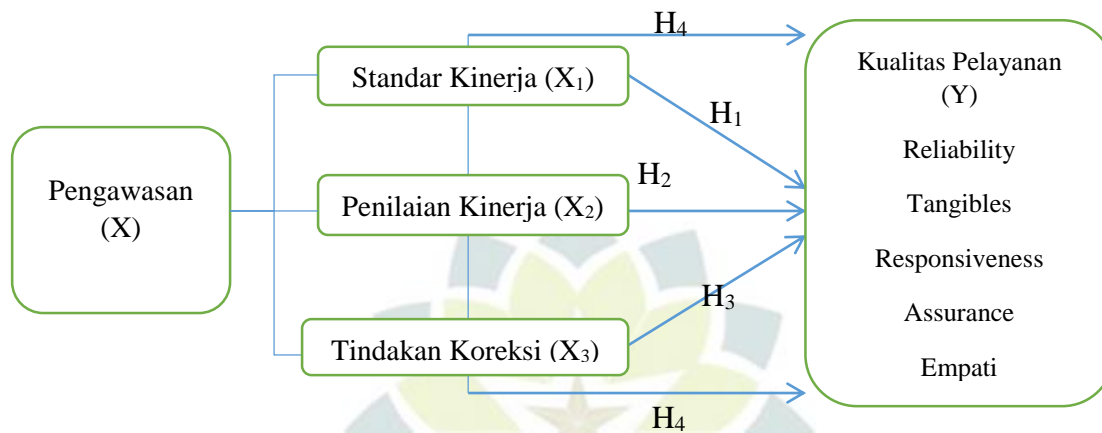 H₄
Standar Kinerja (X₁)
H₁
Pengawasan
(X)
H₂
Penilaian Kinerja (X₂)
H₃
Tindakan Koreksi (X₃)
H₄
Kualitas Pelayanan
(Y)
Reliability
Tangibles
Responsiveness
Assurance
Empati